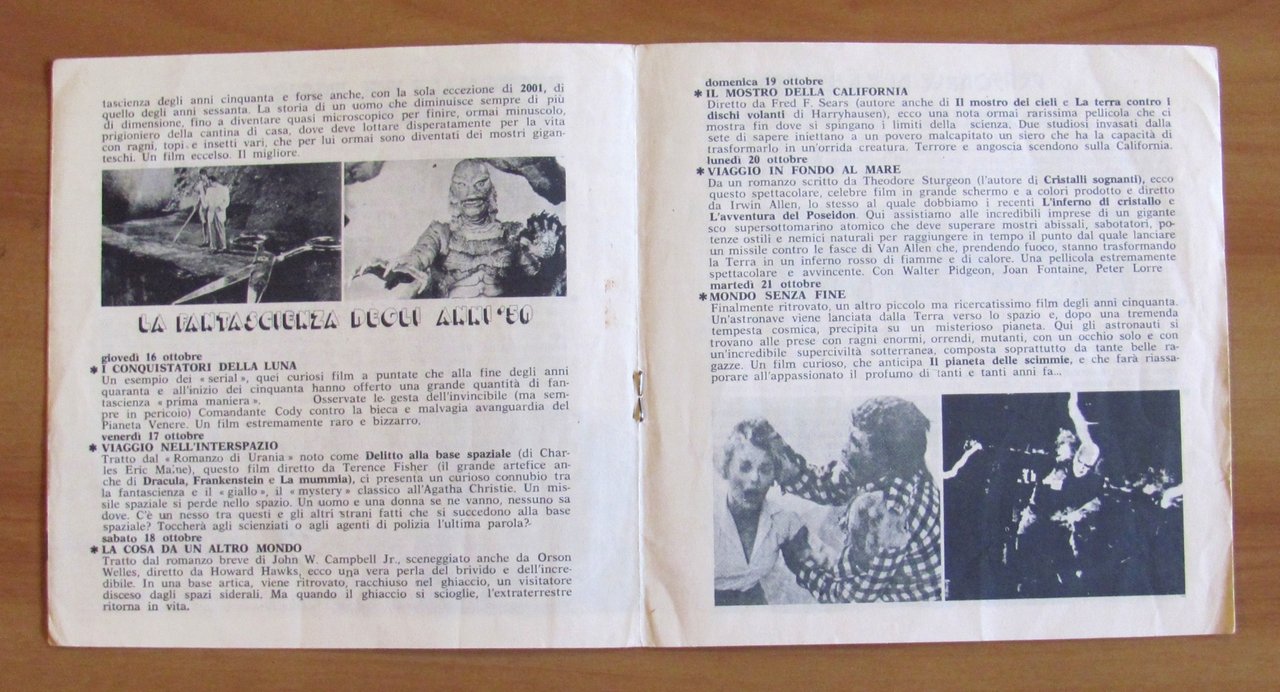 tascienza degli anni cinquanta e forse anche, con la sola eccezione di 2001, di
quello degli anni sessanta. La storia di un uomo che diminuisce sempre di più
di dimensione, fino a diventare quasi microscopico per finire, ormai minuscolo,
prigioniero della cantina di casa, dove deve lottare disperatamente per la vita
con ragni, topi e insetti vari, che per lui ormai sono diventati dei mostri gigan-
teschi. Un film eccelso. Il migliore.
LA FANTASCIENZA DEGLI ANNI '50
giovedì 16 ottobre
* I CONQUISTATORI DELLA LUNA
Un esempio dei « serial », quei curiosi film a puntate che alla fine degli anni
quaranta e all'inizio dei cinquanta hanno offerto una grande quantità di fan-
tascienza « prima maniera ». Osservate le gesta dell'invincibile (ma sem-
pre in pericolo) Comandante Cody contro la bieca e malvagia avanguardia del
Pianeta Venere. Un film estremamente raro e bizzarro.
venerdì 17 ottobre
* VIAGGIO NELL'INTERSPAZIO
Tratto dal « Romanzo di Urania » noto come Delitto alla base spaziale (di Char-
les Eric Maine), questo film diretto da Terence Fisher (il grande artefice an-
che di Dracula, Frankenstein e La mummia), ci presenta un curioso connubio tra
la fantascienza e il « giallo », il « mystery » classico all'Agatha Christie. Un mis-
sile spaziale si perde nello spazio. Un uomo e una donna se ne vanno, nessuno sa
dove. C'è un nesso tra questi e gli altri strani fatti che si succedono alla base
spaziale? Toccherà agli scienziati o agli agenti di polizia l'ultima parola?
sabato 18 ottobre
* LA COSA DA UN ALTRO MONDO
Tratto dal romanzo breve di John W. Campbell Jr., sceneggiato anche da Orson
Welles, diretto da Howard Hawks, ecco una vera perla del brivido e dell'incre-
dibile. In una base artica, viene ritrovato, racchiuso nel ghiaccio, un visitatore
disceso dagli spazi siderali. Ma quando il ghiaccio si scioglie, l'extraterrestre
ritorna in vita.
domenica 19 ottobre
* IL MOSTRO DELLA CALIFORNIA
Diretto da Fred F. Sears (autore anche di Il mostro dei cieli e La terra contro i
dischi volanti di Harryhausen), ecco una nota ormai rarissima pellicola che ci
mostra fin dove si spingano i limiti della scienza. Due studiosi invasati dalla
sete di sapere iniettano a un povero malcapitato un siero che ha la capacità di
trasformarlo in un'orrida creatura. Terrore e angoscia scendono sulla California.
lunedì 20 ottobre
* VIAGGIO IN FONDO AL MARE
Da un romanzo scritto da Theodore Sturgeon (l'autore di Cristalli sognanti), ecco
questo spettacolare, celebre film in grande schermo e a colori prodotto e diretto
da Irwin Allen, lo stesso al quale dobbiamo i recenti L'inferno di cristallo e
L'avventura del Poseidon. Qui assistiamo alle incredibili imprese di un gigante
sco supersottomarino atomico che deve superare mostri abissali, sabotatori, po-
tenze ostili e nemici naturali per raggiungere in tempo il punto dal quale lanciare
un missile contro le fasce di Van Allen che, prendendo fuoco, stanno trasformando
la Terra in un inferno rosso di fiamme e di calore. Una pellicola estremamente
spettacolare e avvincente. Con Walter Pidgeon, Joan Fontaine, Peter Lorre
martedì 21 ottobre
* MONDO SENZA FINE
Finalmente ritrovato, un altro piccolo ma ricercatissimo film degli anni cinquanta.
Un'astronave viene lanciata dalla Terra verso lo spazio e, dopo una tremenda
tempesta cosmica, precipita su un misterioso pianeta. Qui gli astronauti si
trovano alle prese con ragni enormi, orrendi, mutanti, con un occhio solo e con
un'incredibile superciviltà sotterranea, composta soprattutto da tante belle ra-
gazze. Un film curioso, che anticipa Il pianeta delle scimmie, e che farà riassa-
porare all'appassionato il profumo di tanti e tanti anni fa...